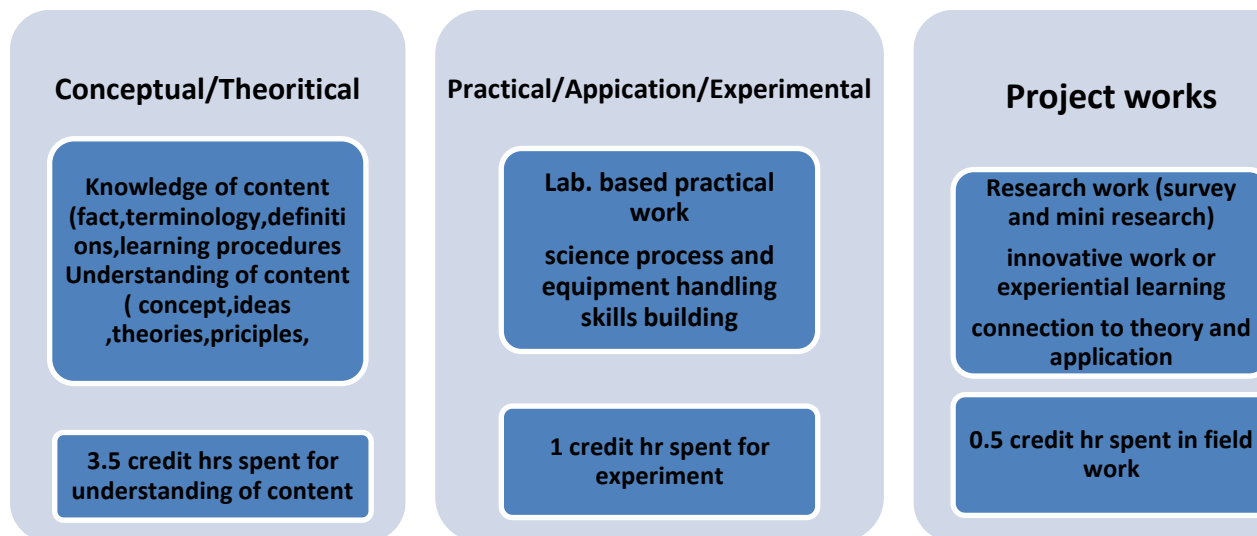 Conceptual/Theoritical
Knowledge of content
(fact,terminology,definiti
ons,learning procedures
Understanding of content
( concept,ideas
,theories,priciples,
3.5 credit hrs spent for
understanding of content
Practical/Appication/Experimental
Lab. based practical
work
science process and
equipment handling
skills building
1 credit hr spent for
experiment
Project works
Research work (survey
and mini research)
innovative work or
experiential learning
connection to theory and
application
0.5 credit hr spent in field
work